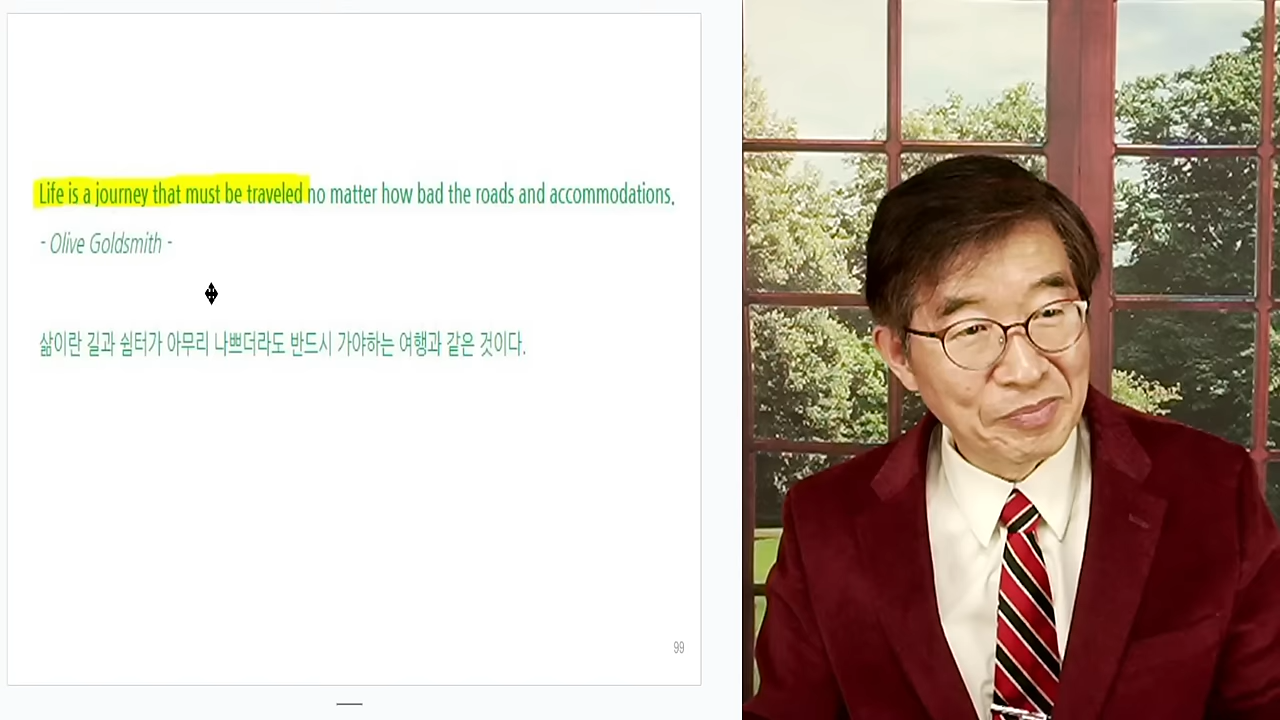 Life is a journey that must be traveled no matter how bad the roads and accommodations.
- Olive Goldsmith -
삶이란 길과 쉼터가 아무리 나쁘더라도 반드시 가야하는 여행과 같은 것이다.
99